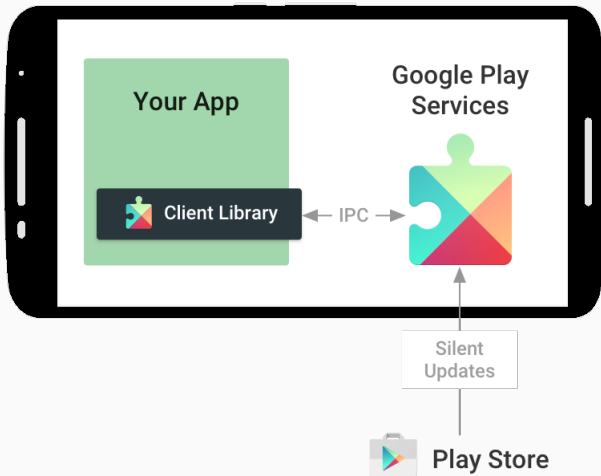 Your App
Google Play
Services
Client Library
IPC
Silent
Updates
Play Store